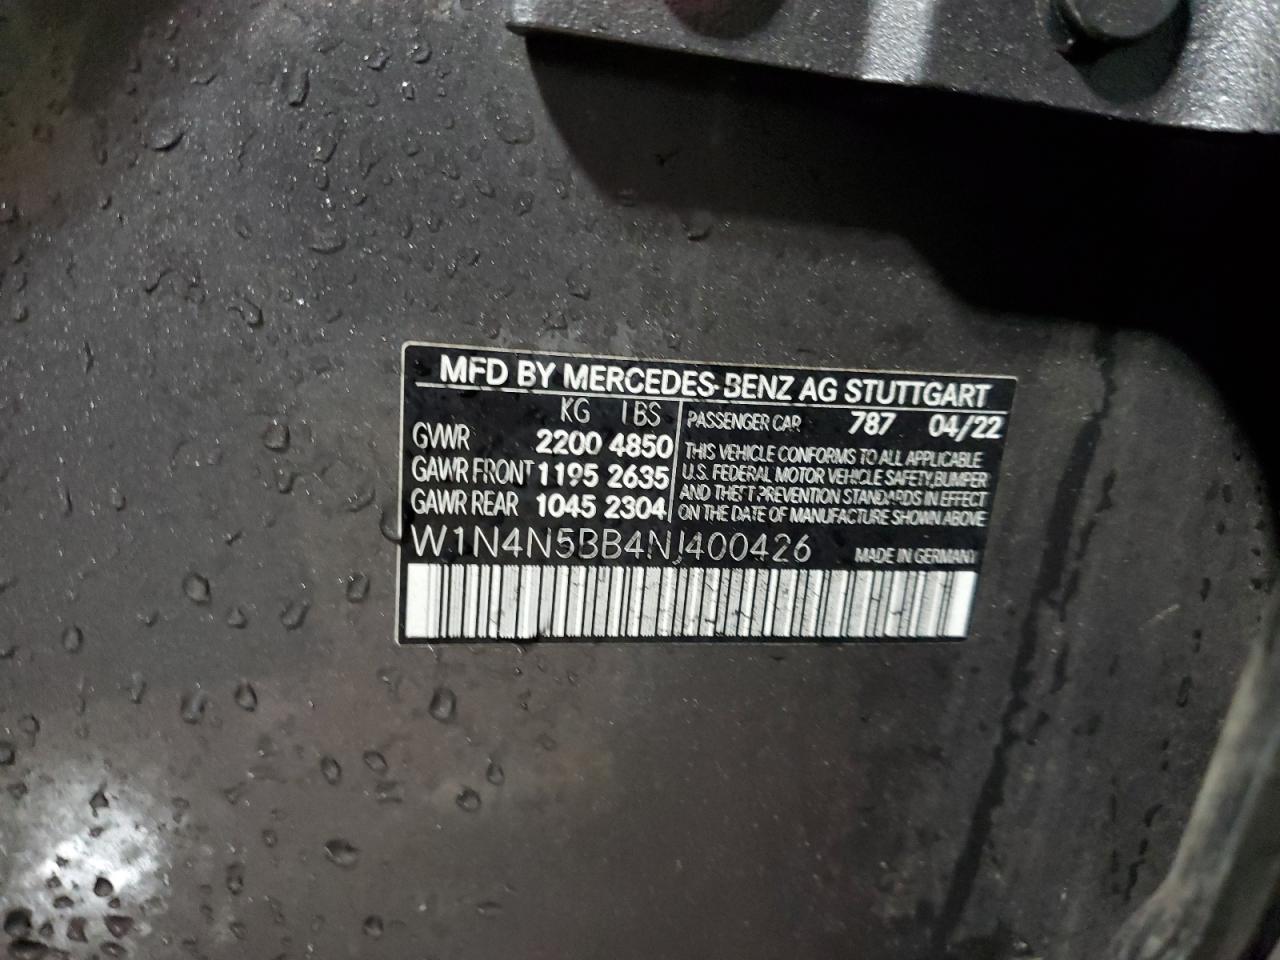 MFD BY MERCEDES-BENZ AG STUTTGART
KG LBS
GVWR 2200 4850
GAWR FRONT 1195 2635
GAWR REAR 1045 2304
PASSENGER CAR 787 04/22
THIS VEHICLE CONFORMS TO ALL APPLICABLE
U.S. FEDERAL MOTOR VEHICLE SAFETY, BUMPER
AND THEFT PREVENTION STANDARDS IN EFFECT
ON THE DATE OF MANUFACTURE SHOWN ABOVE
W1N4N5BB4NJ400426 MADE IN GERMANY